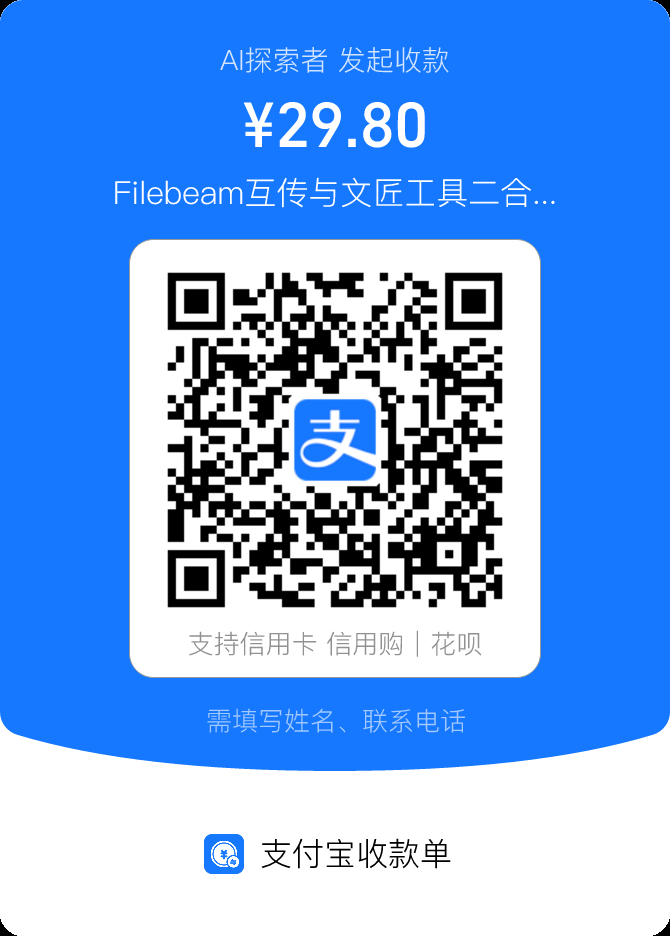 AI探索者 发起收款
¥29.80
Filebeam互传与文匠工具二合...
支
支持信用卡 信用购｜花呗
需填写姓名、联系电话
支付宝收款单